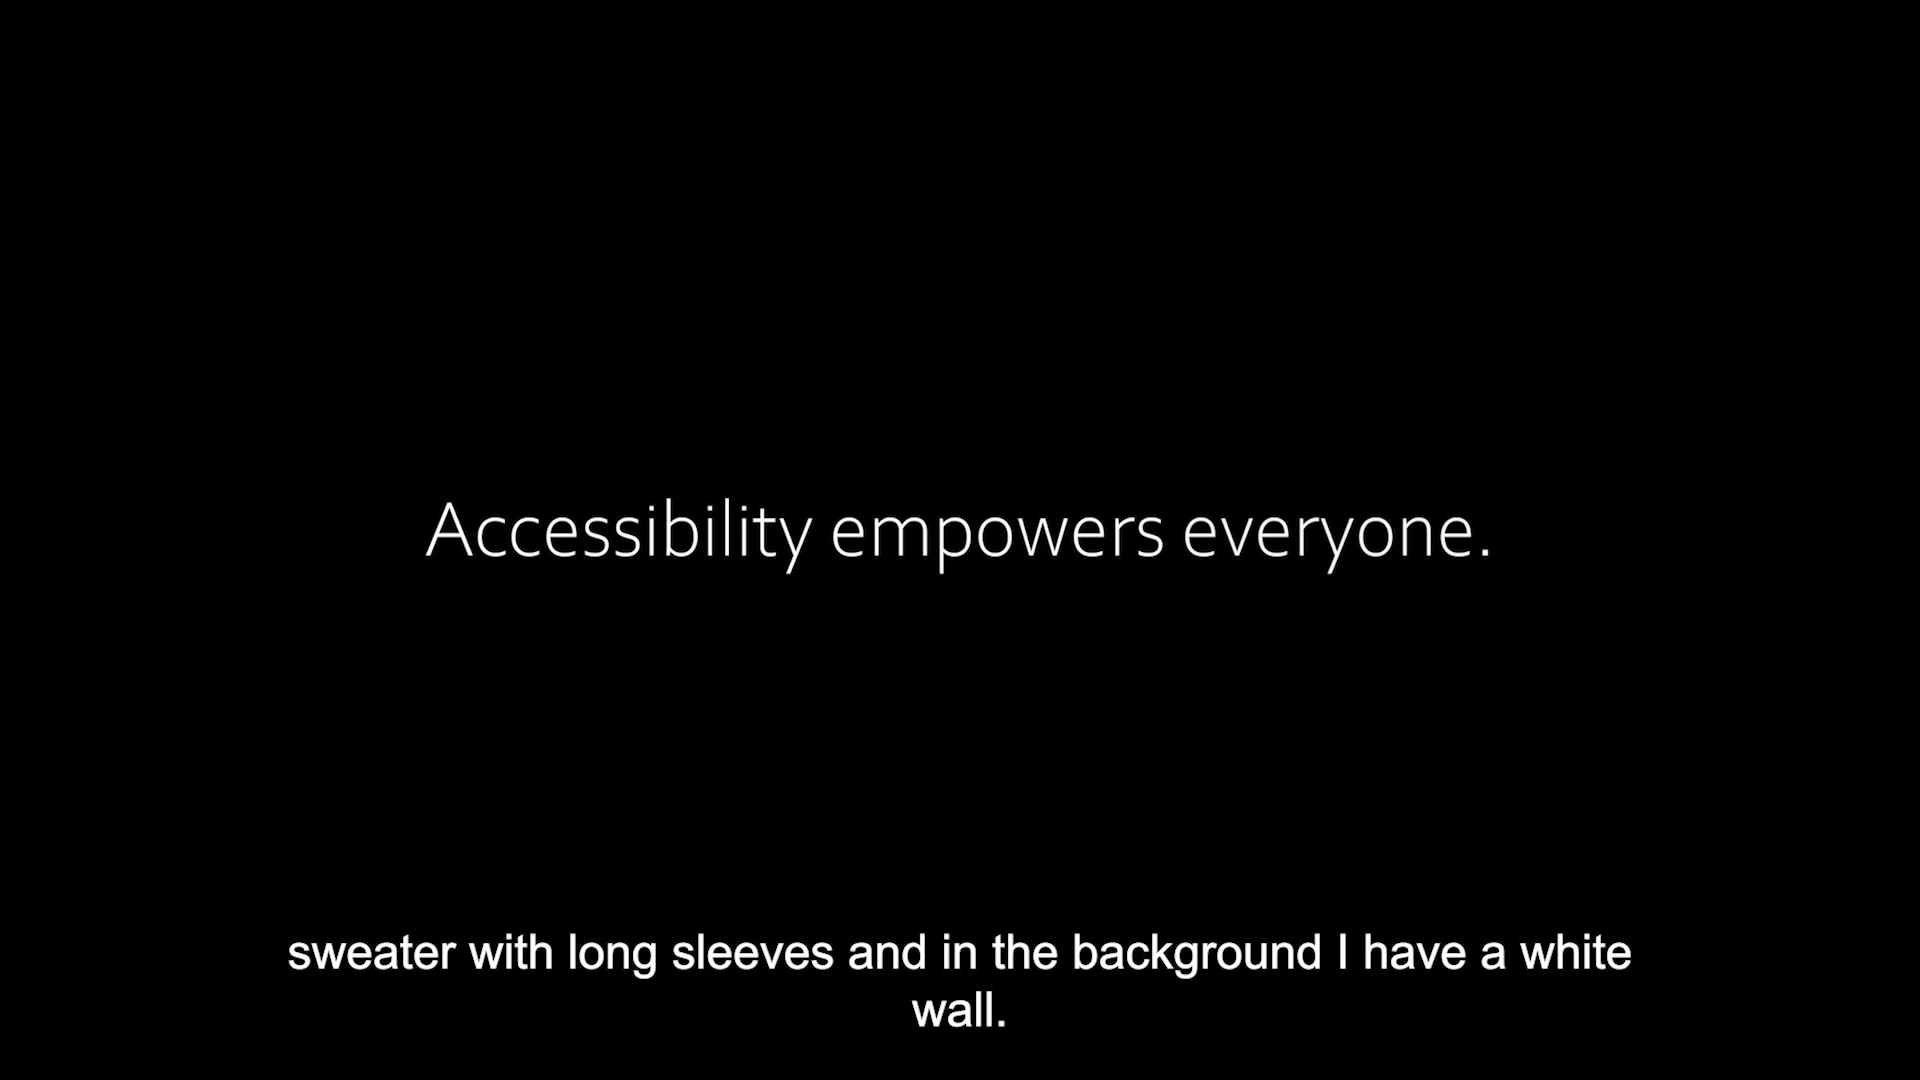 Accessibility empowers everyone.
sweater with long sleeves and in the background I have a white
wall.